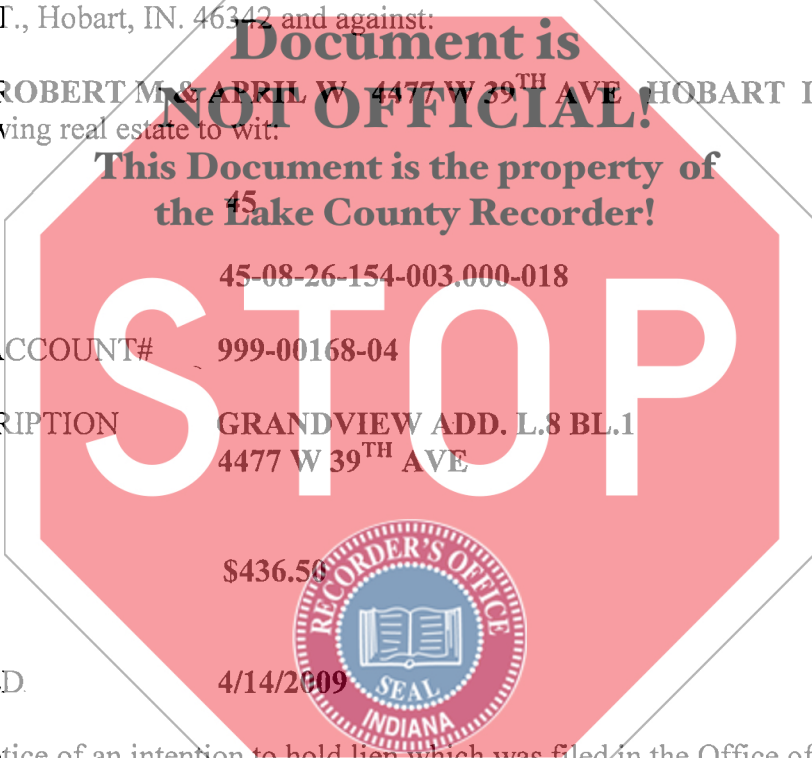 T., Hobart, IN. 46342 and against:
Document is
ROBERT M & APRIL W 4477 W 39TH AVE HOBART I
NOT OFFICIAL!
wing real estate to wit:
This Document is the property of
45
the Lake County Recorder!
45-08-26-154-003.000-018
STOP
ACCOUNT# 999-00168-04
RIPTION GRANDVIEW ADD. L.8 BL.1
4477 W 39TH AVE
$436.50
RECORDER'S OFFICE
SEAL
INDIANA
D. 4/14/2009
tice of an intention to hold lien which was filed in the Office of